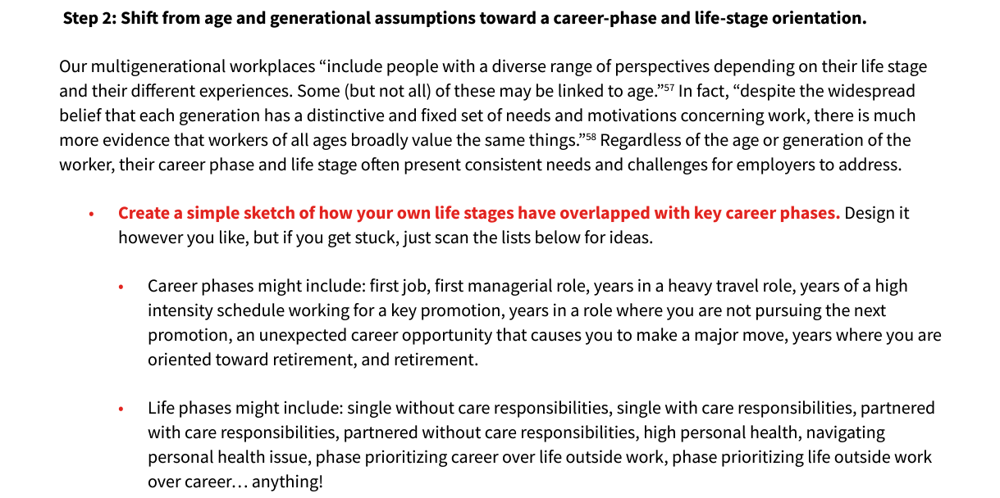 Step 2: Shift from age and generational assumptions toward a career-phase and life-stage orientation.
Our multigenerational workplaces “include people with a diverse range of perspectives depending on their life stage
and their different experiences. Some (but not all) of these may be linked to age.”57 In fact, “despite the widespread
belief that each generation has a distinctive and fixed set of needs and motivations concerning work, there is much
more evidence that workers of all ages broadly value the same things.”58 Regardless of the age or generation of the
worker, their career phase and life stage often present consistent needs and challenges for employers to address.
• Create a simple sketch of how your own life stages have overlapped with key career phases. Design it
however you like, but if you get stuck, just scan the lists below for ideas.
• Career phases might include: first job, first managerial role, years in a heavy travel role, years of a high
intensity schedule working for a key promotion, years in a role where you are not pursuing the next
promotion, an unexpected career opportunity that causes you to make a major move, years where you are
oriented toward retirement, and retirement.
• Life phases might include: single without care responsibilities, single with care responsibilities, partnered
with care responsibilities, partnered without care responsibilities, high personal health, navigating
personal health issue, phase prioritizing career over life outside work, phase prioritizing life outside work
over career… anything!